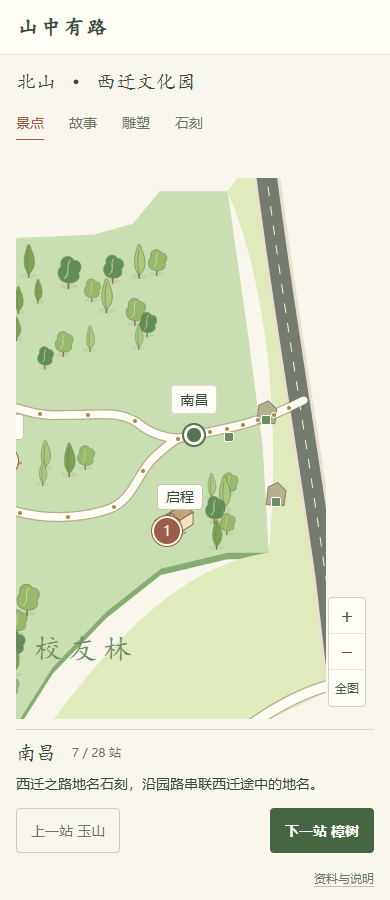 山中有路
北山 • 西迁文化园
景点 故事 雕塑 石刻
南昌
启程
1
校友林
+
−
全图
南昌 7 / 28 站
西迁之路地名石刻，沿园路串联西迁途中的地名。
上一站 玉山 下一站 樟树
资料与说明